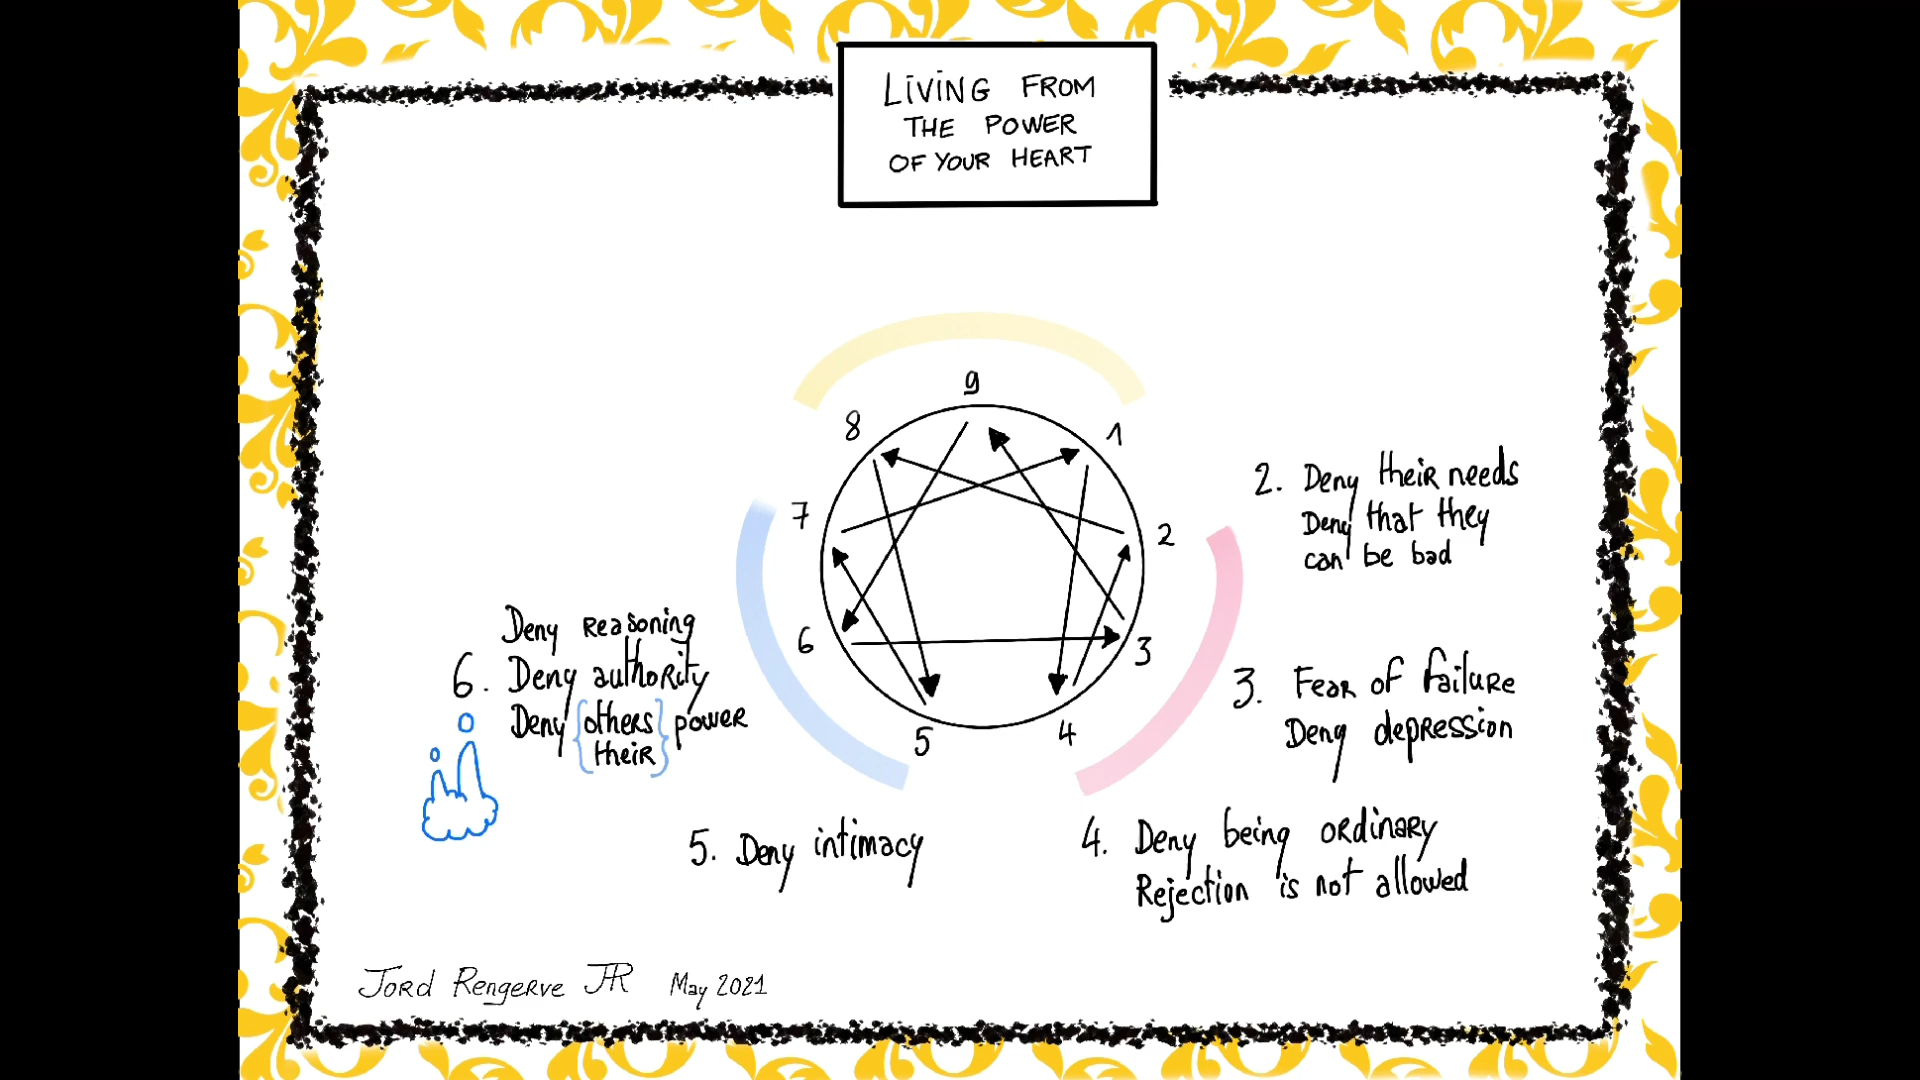 LIVING FROM
THE POWER
OF YOUR HEART
9
8
1
7
2
6
3
5
4
2. Deny their needs
Deny that they
can be bad
3. Fear of failure
Deny depression
4. Deny being ordinary
Rejection is not allowed
5. Deny intimacy
Deny reasoning
6. Deny authority
Deny {others} power
their
Jord Rengerve JR May 2021